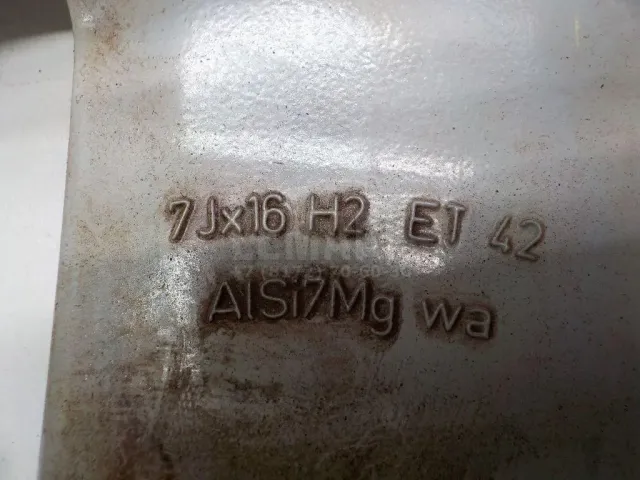 7Jx16 H2 ET 42
AlSi7Mg wa